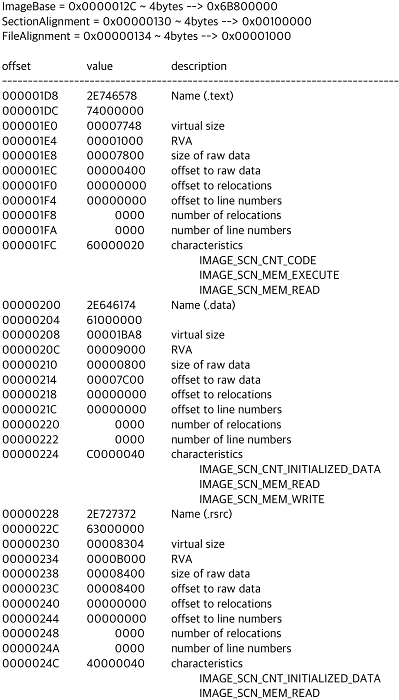 ImageBase = 0x0000012C ~ 4bytes --> 0x6B800000
SectionAlignment = 0x00000130 ~ 4bytes --> 0x00100000
FileAlignment = 0x00000134 ~ 4bytes --> 0x00001000
offset value description
--------------------------------------------------------------------------------
000001D8 2E746578 Name (.text)
000001DC 74000000
000001E0 00007748 virtual size
000001E4 00001000 RVA
000001E8 00007800 size of raw data
000001EC 00000400 offset to raw data
000001F0 00000000 offset to relocations
000001F4 00000000 offset to line numbers
000001F8 0000 number of relocations
000001FA 0000 number of line numbers
000001FC 60000020 characteristics
IMAGE_SCN_CNT_CODE
IMAGE_SCN_MEM_EXECUTE
IMAGE_SCN_MEM_READ
00000200 2E646174 Name (.data)
00000204 61000000
00000208 00001BA8 virtual size
0000020C 00009000 RVA
00000210 00000800 size of raw data
00000214 00007C00 offset to raw data
00000218 00000000 offset to relocations
0000021C 00000000 offset to line numbers
00000220 0000 number of relocations
00000222 0000 number of line numbers
00000224 C0000040 characteristics
IMAGE_SCN_CNT_INITIALIZED_DATA
IMAGE_SCN_MEM_READ
IMAGE_SCN_MEM_WRITE
00000228 2E727372 Name (.rsrc)
0000022C 63000000
00000230 00008304 virtual size
00000234 0000B000 RVA
00000238 00008400 size of raw data
0000023C 00008400 offset to raw data
00000240 00000000 offset to relocations
00000244 00000000 offset to line numbers
00000248 0000 number of relocations
0000024A 0000 number of line numbers
0000024C 40000040 characteristics
IMAGE_SCN_CNT_INITIALIZED_DATA
IMAGE_SCN_MEM_READ